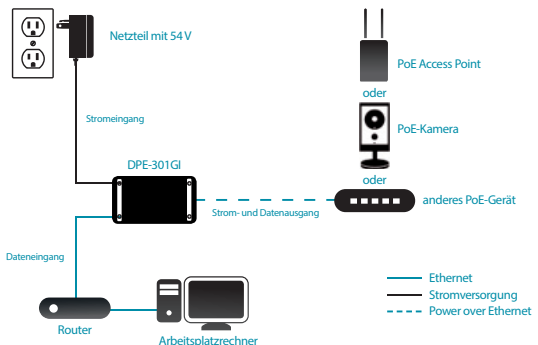 Netzteil mit 54 V
PoE Access Point
oder
Stromeingang
PoE-Kamera
DPE-301GI
oder
Strom- und Datenausgang
anderes PoE-Gerät
Dateneingang
Ethernet
Stromversorgung
Power over Ethernet
Router
Arbeitsplatzrechner